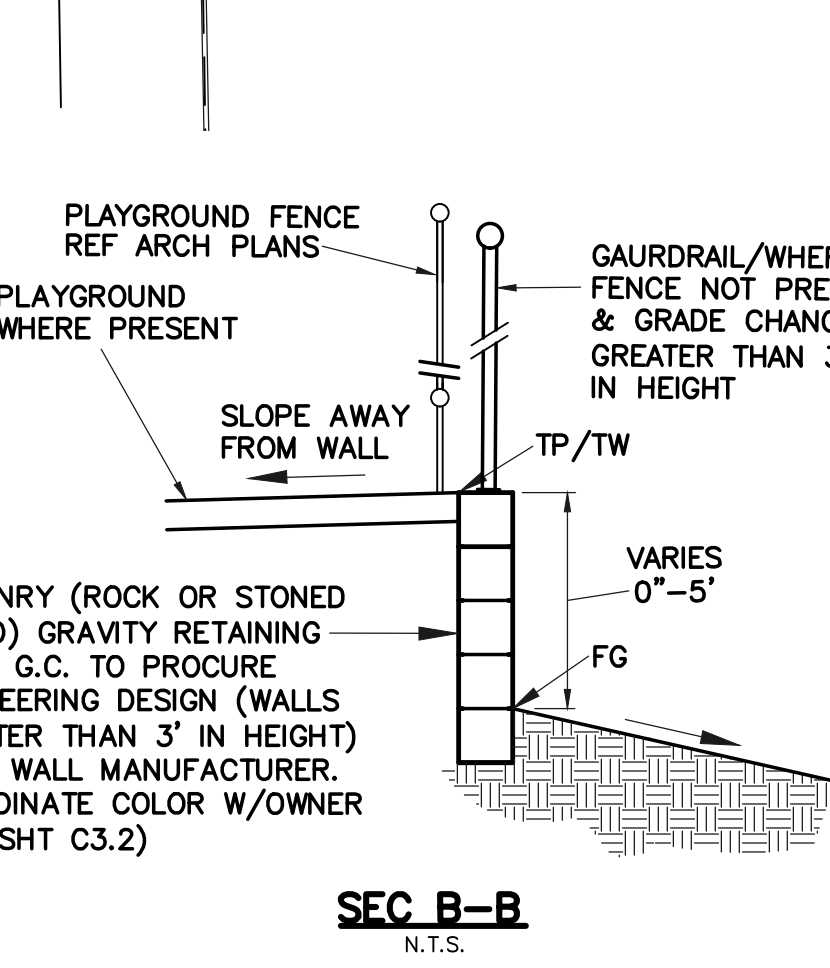 PLAYGROUND FENCE
REF ARCH PLANS
PLAYGROUND
WHERE PRESENT
SLOPE AWAY
FROM WALL
GAURDRAIL/WHER
FENCE NOT PRE
& GRADE CHANG
GREATER THAN 3
IN HEIGHT
TP/TW
VARIES
0"-5'
FG
NRY (ROCK OR STONED
) GRAVITY RETAINING
G.C. TO PROCURE
EERING DESIGN (WALLS
TER THAN 3' IN HEIGHT)
WALL MANUFACTURER.
DINATE COLOR W/OWNER
SHT C3.2)
SEC B-B
N.T.S.